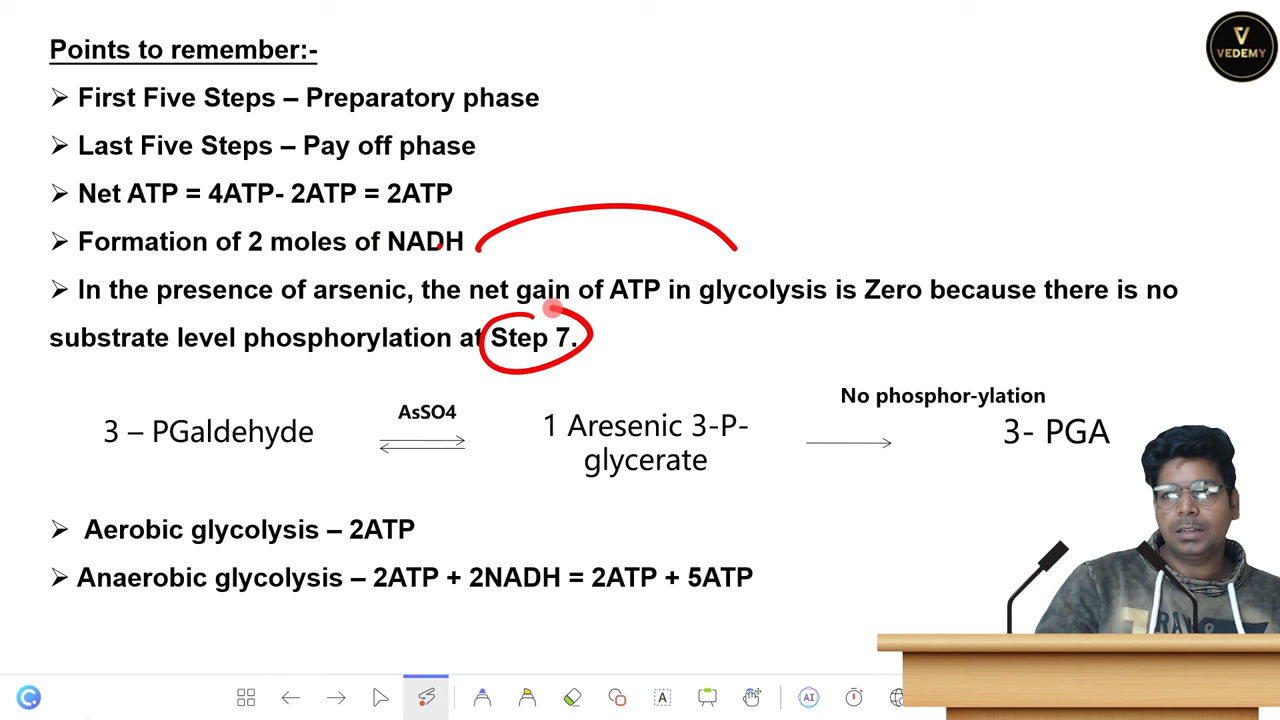 Points to remember:-
VEDEMY
➢ First Five Steps – Preparatory phase
➢ Last Five Steps – Pay off phase
➢ Net ATP = 4ATP- 2ATP = 2ATP
➢ Formation of 2 moles of NADH
➢ In the presence of arsenic, the net gain of ATP in glycolysis is Zero because there is no
substrate level phosphorylation at Step 7.
3 – PGaldehyde
AsSO4
1 Aresenic 3-P-
glycerate
No phosphor-ylation
3- PGA
➢ Aerobic glycolysis – 2ATP
➢ Anaerobic glycolysis – 2ATP + 2NADH = 2ATP + 5ATP
A
AI